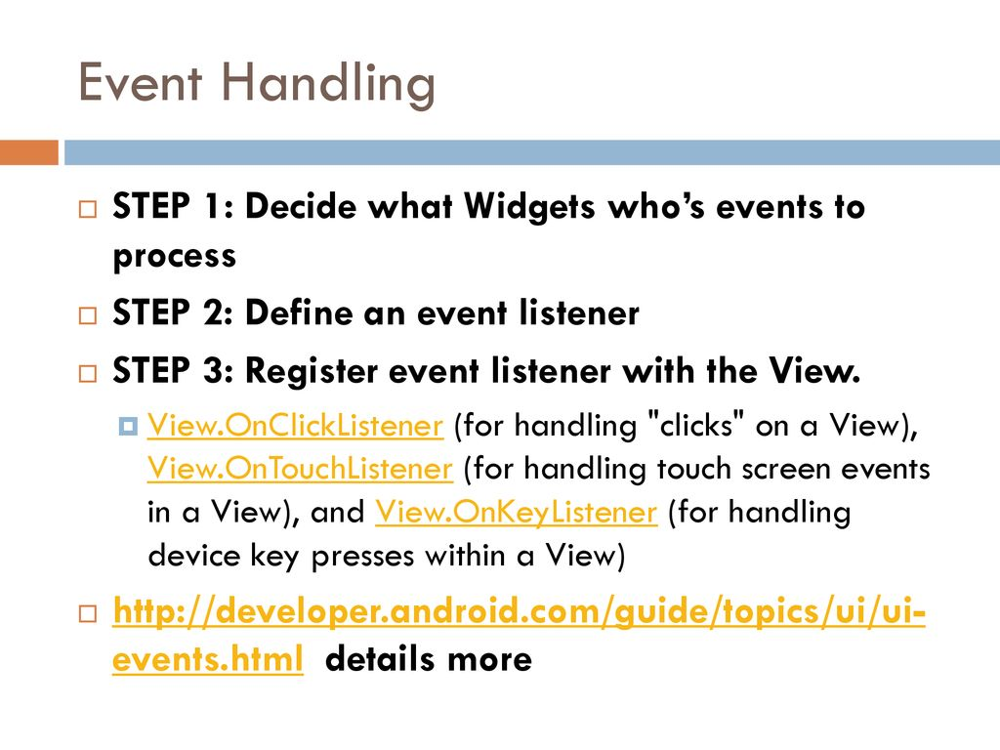 Event Handling
STEP 1: Decide what Widgets who’s events to
process
STEP 2: Define an event listener
STEP 3: Register event listener with the View.
View.OnClickListener (for handling "clicks" on a View),
View.OnTouchListener (for handling touch screen events
in a View), and View.OnKeyListener (for handling
device key presses within a View)
http://developer.android.com/guide/topics/ui/ui-
events.html details more